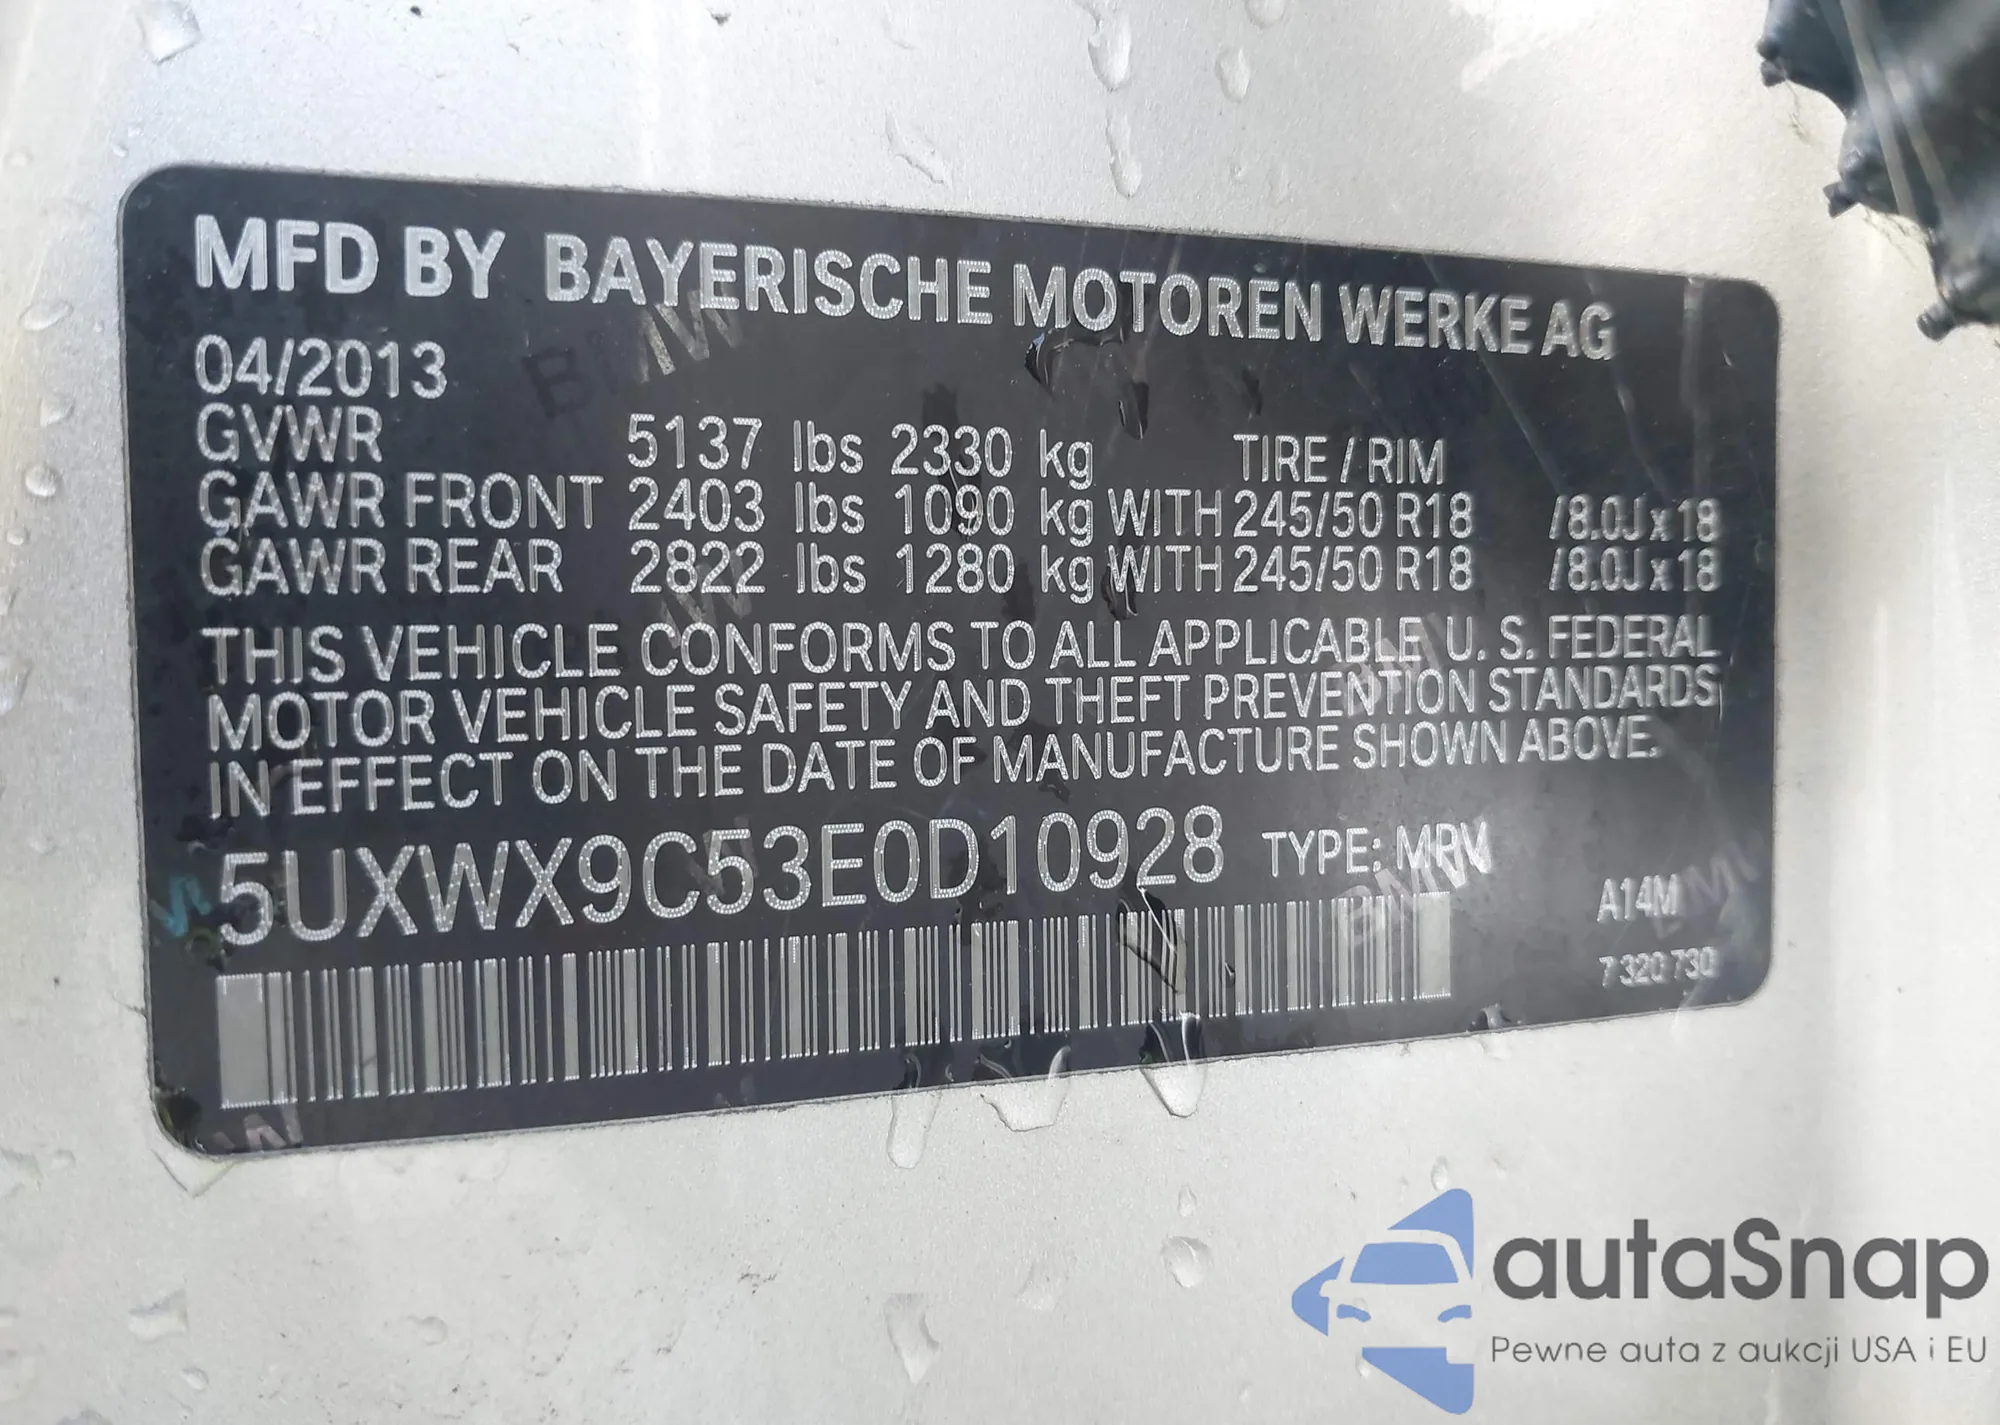 MFD BY BAYERISCHE MOTOREN WERKE AG
04/2013
GVWR 5137 lbs 2330 kg TIRE / RIM
GAWR FRONT 2403 lbs 1090 kg WITH 245/50 R18 /8.0J x 18
GAWR REAR 2822 lbs 1280 kg WITH 245/50 R18 /8.0J x 18
THIS VEHICLE CONFORMS TO ALL APPLICABLE U. S. FEDERAL
MOTOR VEHICLE SAFETY AND THEFT PREVENTION STANDARDS
IN EFFECT ON THE DATE OF MANUFACTURE SHOWN ABOVE.
5UXWX9C53E0D10928 TYPE: MPV
A14M
7 320 730
autaSnap
Pewne auta z aukcji USA i EU